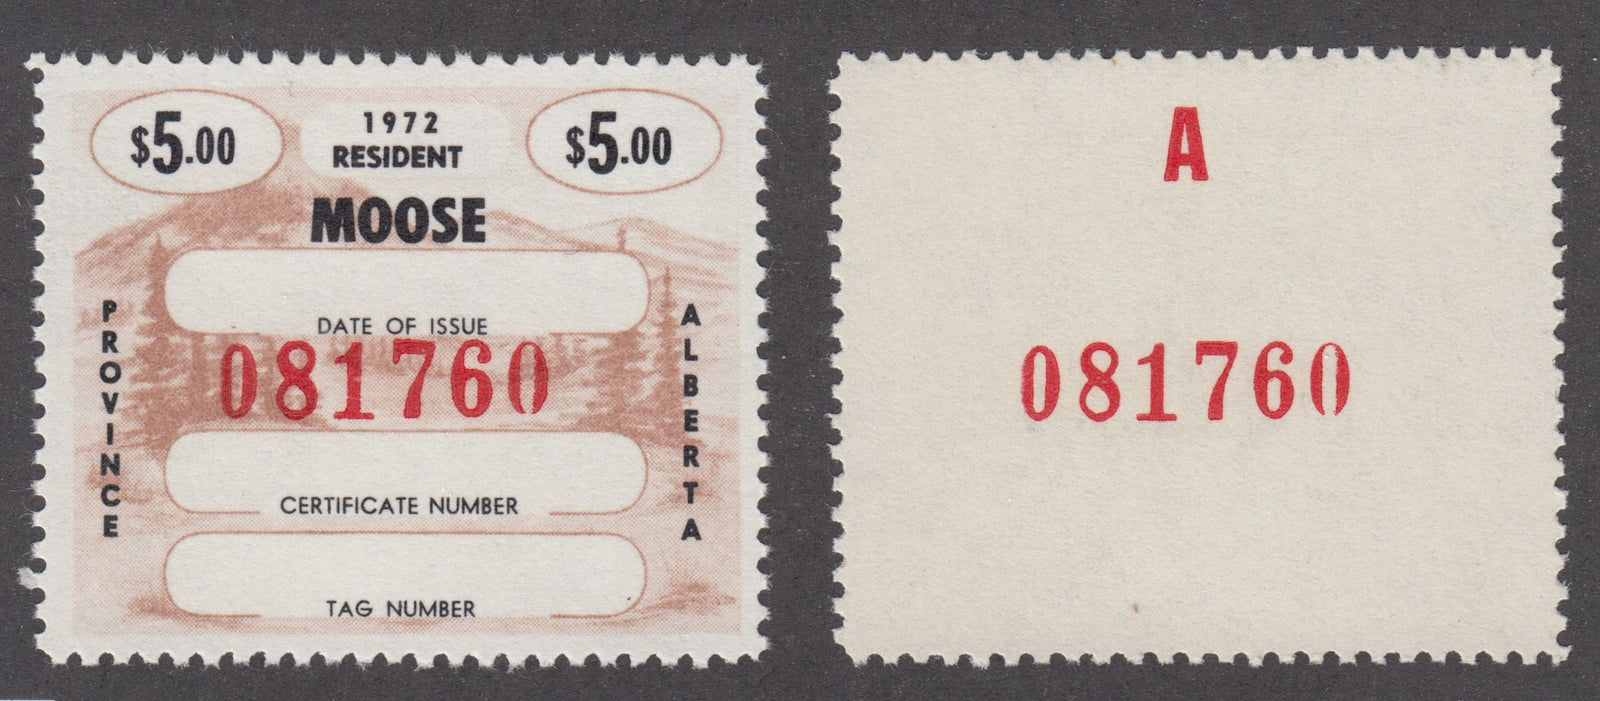 $5.00
1972
RESIDENT
$5.00
MOOSE
PROVINCE
DATE OF ISSUE
081760
CERTIFICATE NUMBER
TAG NUMBER
ALBERTA
A
081760